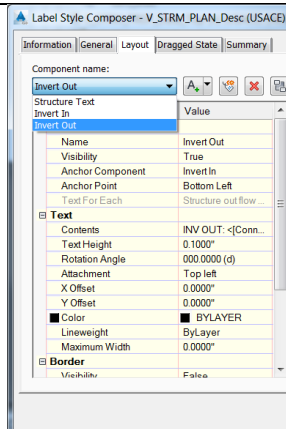 Label Style Composer - V_STRM_PLAN_Desc (USACE)
Information General Layout Dragged State Summary
Component name:
Invert Out
Structure Text
Invert In
Invert Out
Value
Name Invert Out
Visibility True
Anchor Component Invert In
Anchor Point Bottom Left
Text For Each Structure out flow ...
Text
Contents INV OUT: <[Conn...
Text Height 0.1000"
Rotation Angle 000.0000 (d)
Attachment Top left
X Offset 0.0000"
Y Offset 0.0000"
Color BYLAYER
Lineweight ByLayer
Maximum Width 0.0000"
Border
Visibility False